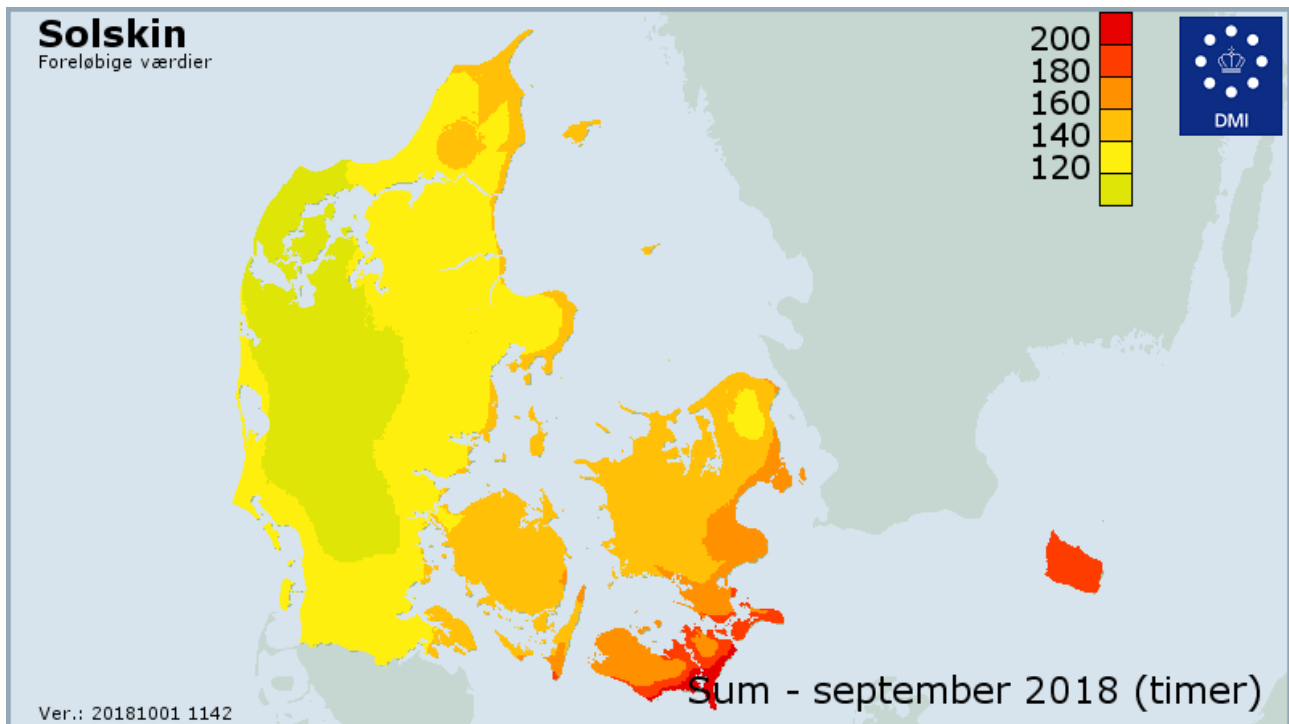 Solskin
Foreløbige værdier
200
180
160
140
120
DMI
Sum - september 2018 (timer)
Ver.: 20181001 1142